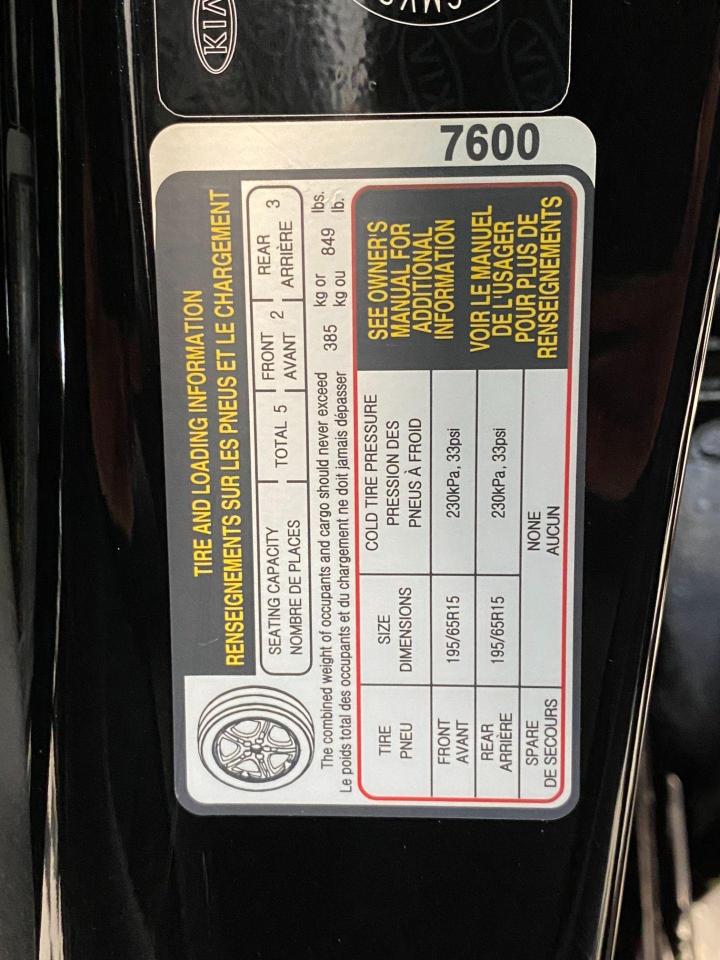 KIA
CMVS
7600
TIRE AND LOADING INFORMATION
RENSEIGNEMENTS SUR LES PNEUS ET LE CHARGEMENT
SEATING CAPACITY TOTAL 5 FRONT 2 REAR 3
NOMBRE DE PLACES AVANT ARRIÈRE
The combined weight of occupants and cargo should never exceed 385 kg or 849 lbs.
Le poids total des occupants et du chargement ne doit jamais dépasser kg ou lb.
TIRE SIZE COLD TIRE PRESSURE
PNEU DIMENSIONS PRESSION DES
PNEUS À FROID
FRONT 195/65R15 230kPa, 33psi
AVANT
REAR 195/65R15 230kPa, 33psi
ARRIÈRE
SPARE NONE
DE SECOURS AUCUN
SEE OWNER'S
MANUAL FOR
ADDITIONAL
INFORMATION
VOIR LE MANUEL
DE L'USAGER
POUR PLUS DE
RENSEIGNEMENTS